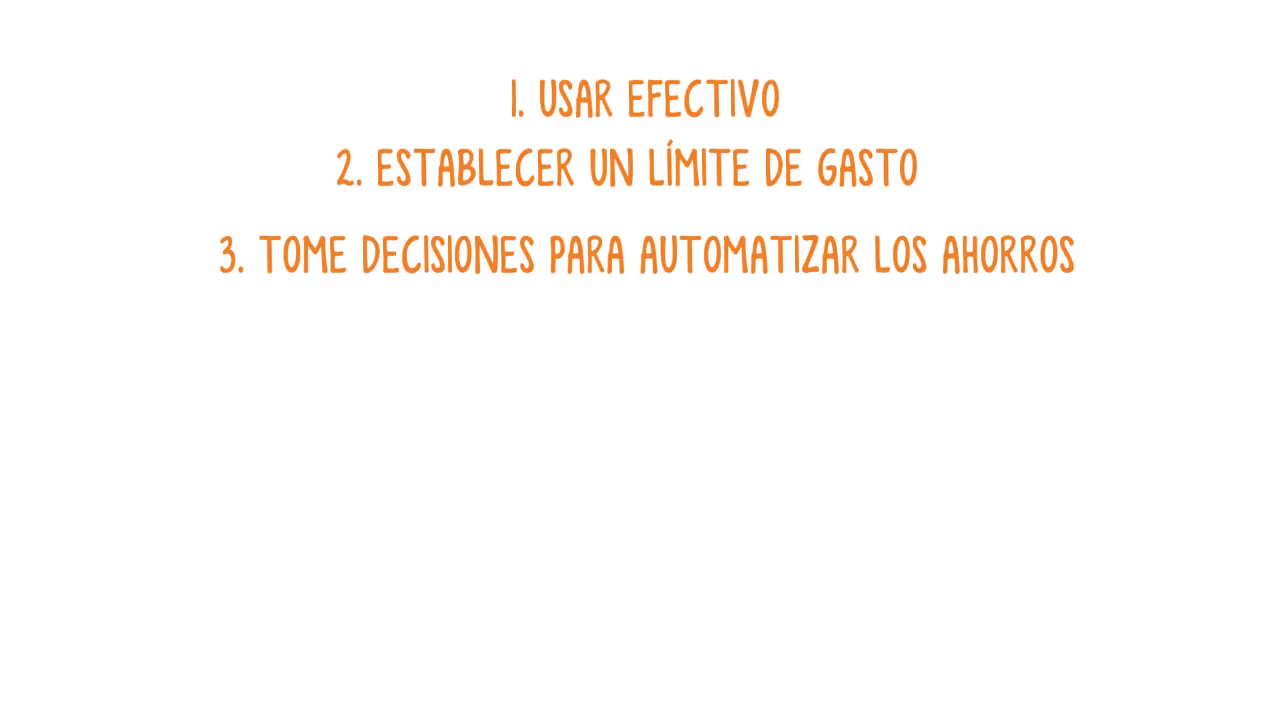 1. USAR EFECTIVO
2. ESTABLECER UN LÍMITE DE GASTO
3. TOME DECISIONES PARA AUTOMATIZAR LOS AHORROS